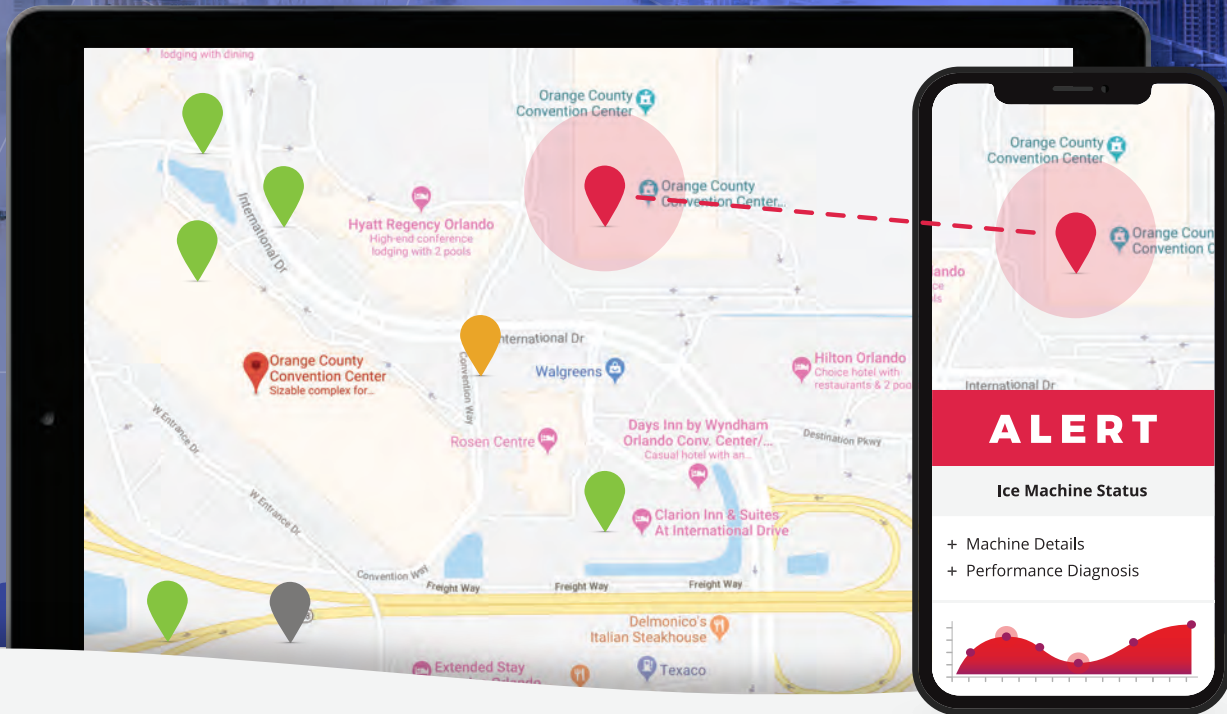 lodging with dining
Orange County
Convention Center
Orange County
Convention Center...
International Dr
Hyatt Regency Orlando
High-end conference
lodging with 2 pools
International Dr
Orange County
Convention Center
Sizable complex for...
Convention Way
Walgreens
Hilton Orlando
Choice hotel with
restaurants & 2 poo
W Entrance Dr
Rosen Centre
Days Inn by Wyndham
Orlando Conv. Center/...
Casual hotel with an...
Destination Pkwy
W Entrance Dr
Clarion Inn & Suites
At International Drive
Convention Way
Freight Way
Freight Way
Freight Way
Delmonico's
Italian Steakhouse
Extended Stay
Texaco
Orange County
Convention Center
Orange Coun
Convention C
ando
ce
ls
International Dr
ALERT
Ice Machine Status
+ Machine Details
+ Performance Diagnosis